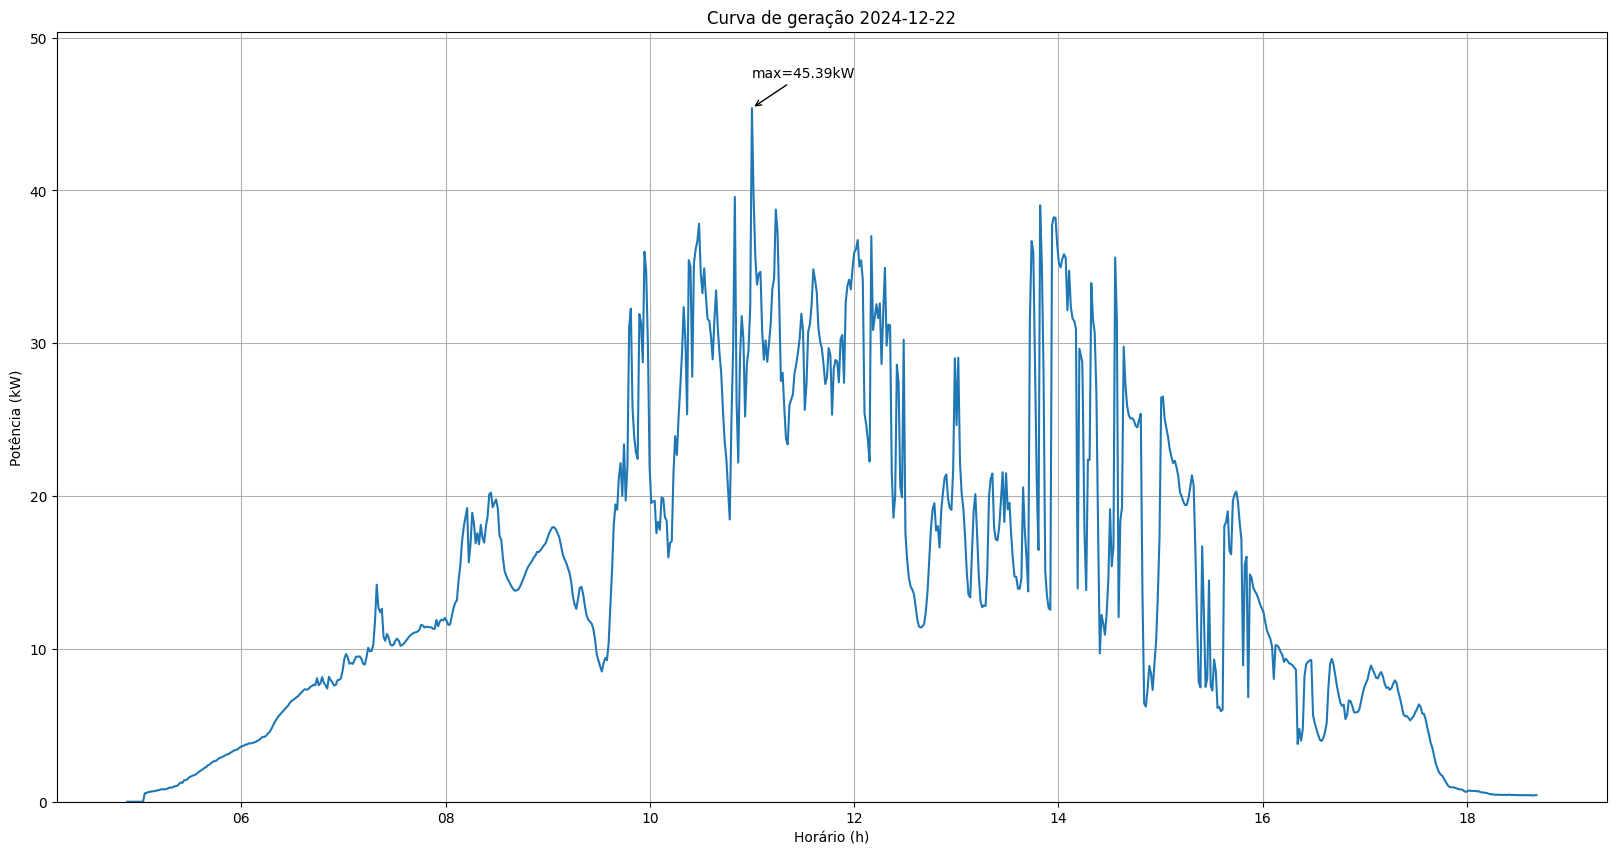 Curva de geração 2024-12-22
50
max=45.39kW
40
30
Potência (kW)
20
10
0
06 08 10 12 14 16 18
Horário (h)